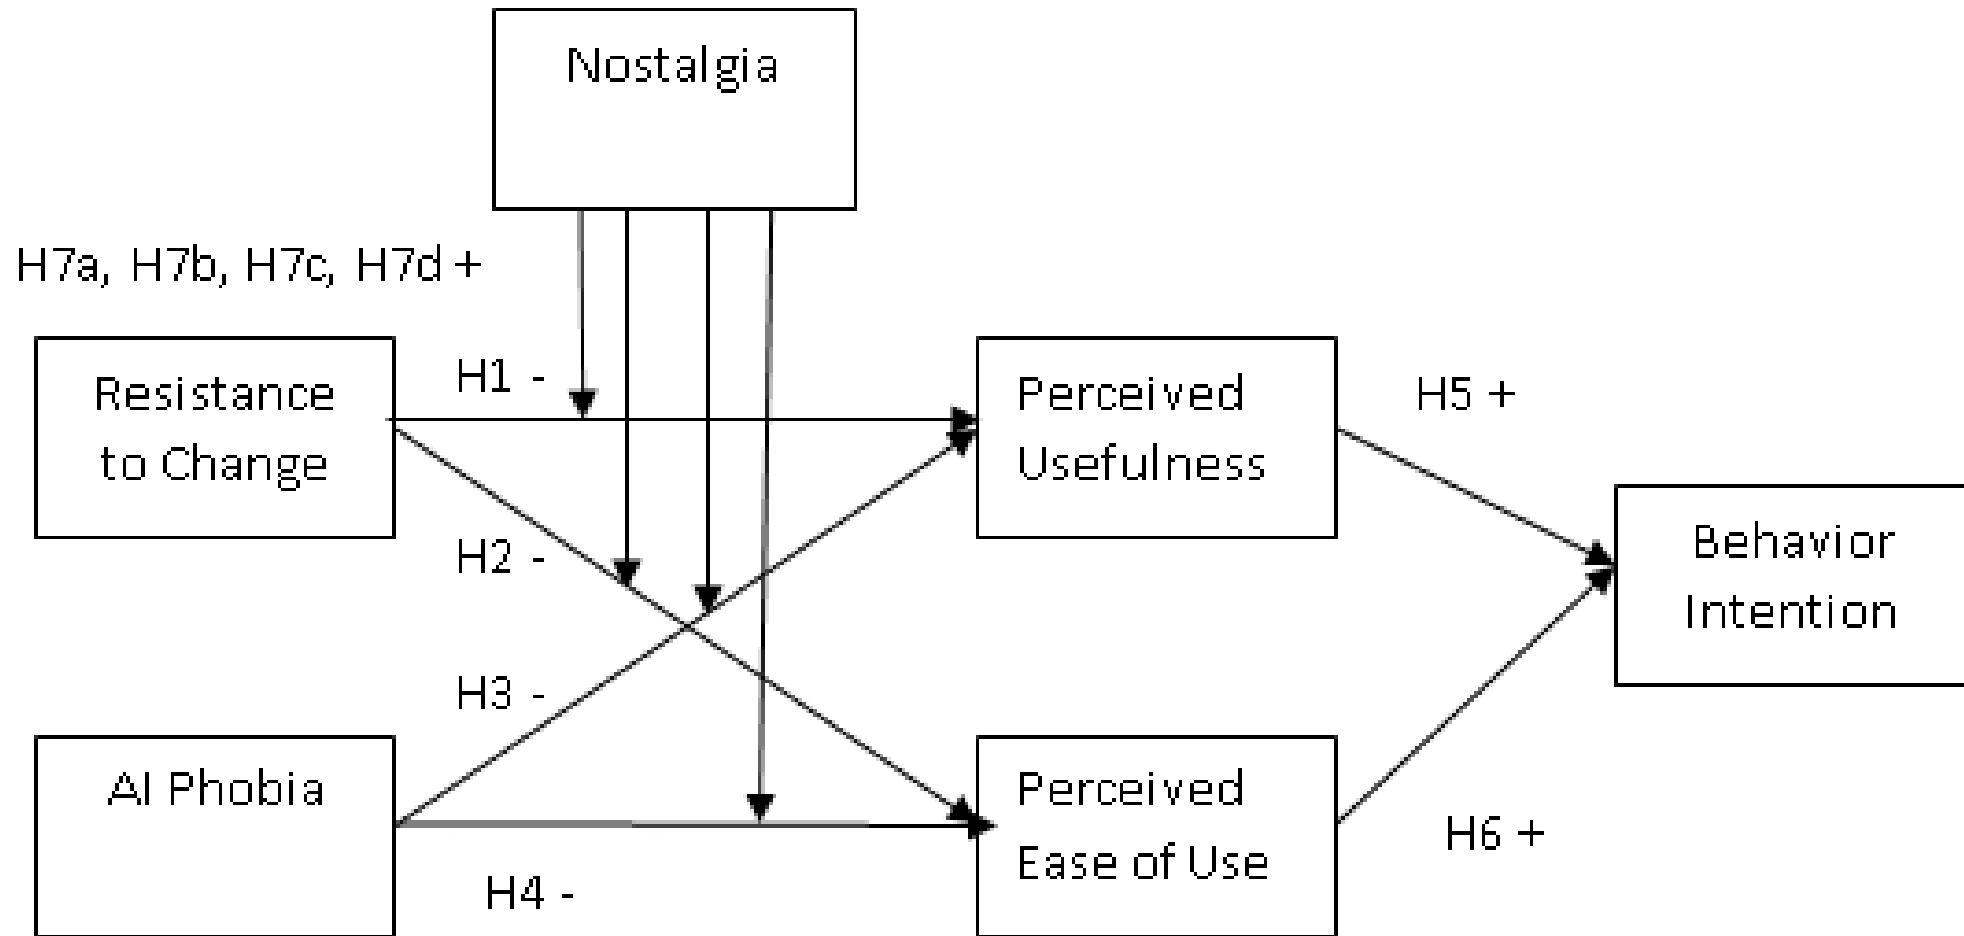 Nostalgia
H7a, H7b, H7c, H7d +
Resistance
to Change
H1 -
Perceived
Usefulness
H5 +
H2 -
Behavior
Intention
H3 -
AI Phobia
Perceived
Ease of Use
H6 +
H4 -